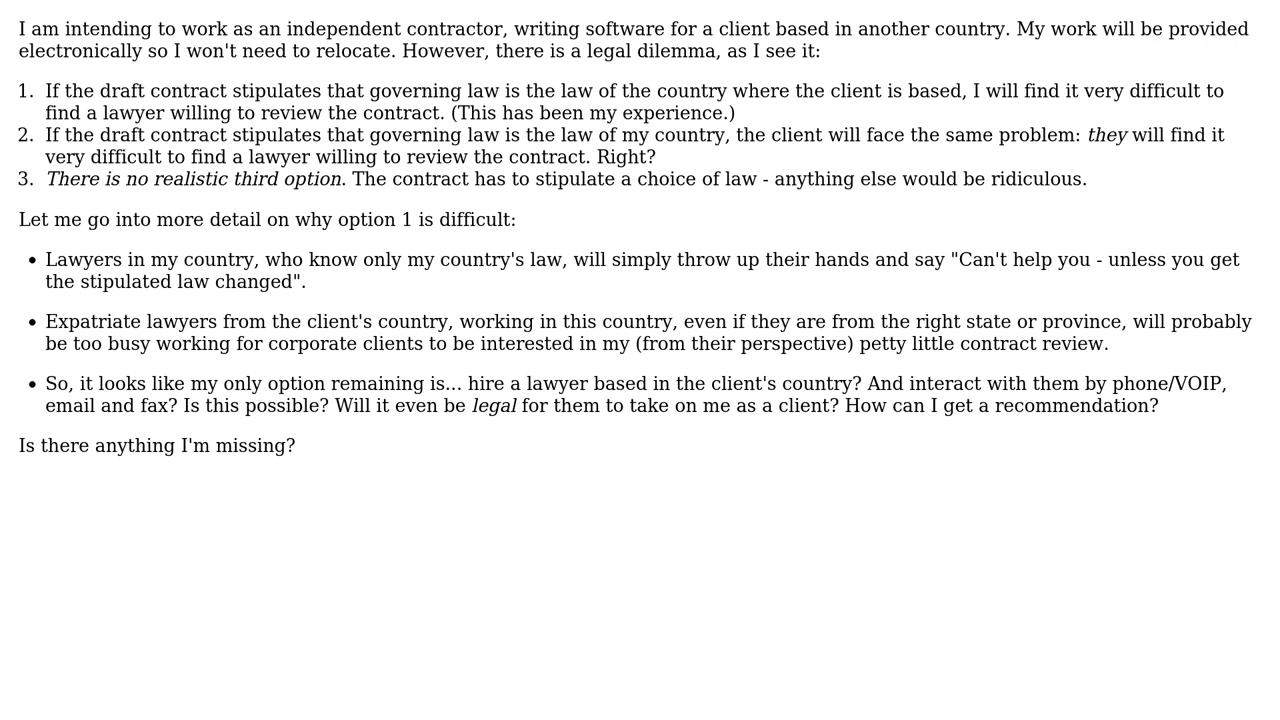 I am intending to work as an independent contractor, writing software for a client based in another country. My work will be provided
electronically so I won't need to relocate. However, there is a legal dilemma, as I see it:
1. If the draft contract stipulates that governing law is the law of the country where the client is based, I will find it very difficult to
find a lawyer willing to review the contract. (This has been my experience.)
2. If the draft contract stipulates that governing law is the law of my country, the client will face the same problem: they will find it
very difficult to find a lawyer willing to review the contract. Right?
3. There is no realistic third option. The contract has to stipulate a choice of law - anything else would be ridiculous.
Let me go into more detail on why option 1 is difficult:
• Lawyers in my country, who know only my country's law, will simply throw up their hands and say "Can't help you - unless you get
the stipulated law changed".
• Expatriate lawyers from the client's country, working in this country, even if they are from the right state or province, will probably
be too busy working for corporate clients to be interested in my (from their perspective) petty little contract review.
• So, it looks like my only option remaining is... hire a lawyer based in the client's country? And interact with them by phone/VOIP,
email and fax? Is this possible? Will it even be legal for them to take on me as a client? How can I get a recommendation?
Is there anything I'm missing?